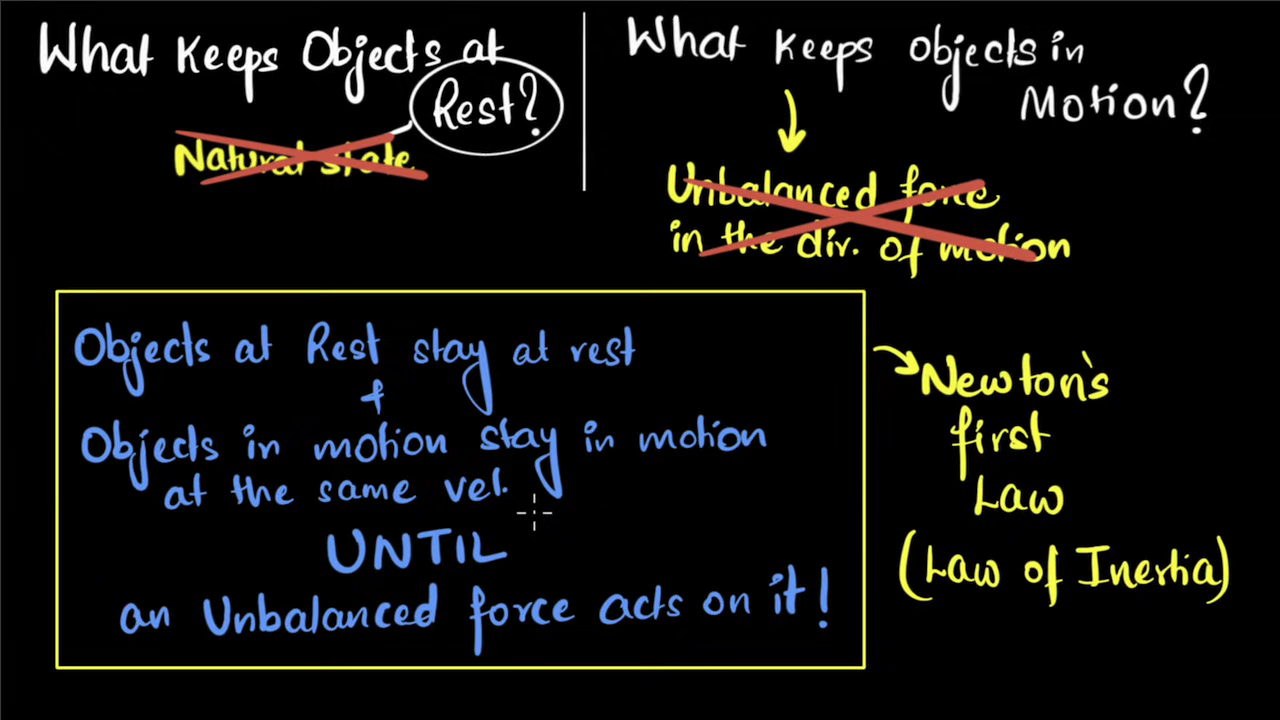 What Keeps Objects at
Rest?
Natural state
What Keeps objects in
Motion?
Unbalanced force
in the dir. of motion
Objects at Rest stay at rest
+
Objects in motion stay in motion
at the same vel.
UNTIL
an Unbalanced force acts on it!
Newton's
first
Law
(Law of Inertia)